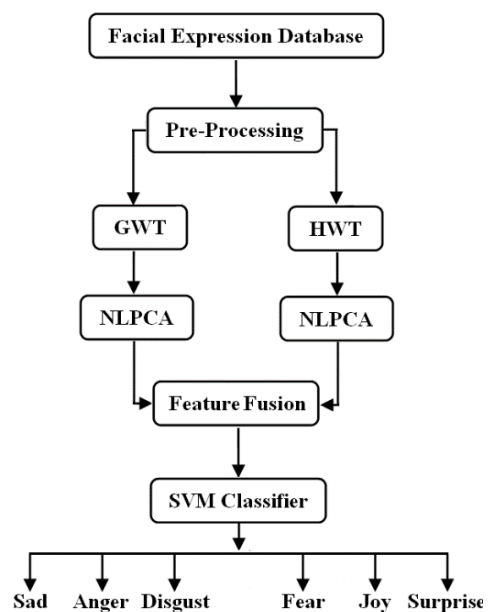 Facial Expression Database
Pre-Processing
GWT
HWT
NLPCA
NLPCA
Feature Fusion
SVM Classifier
Sad Anger Disgust Fear Joy Surprise